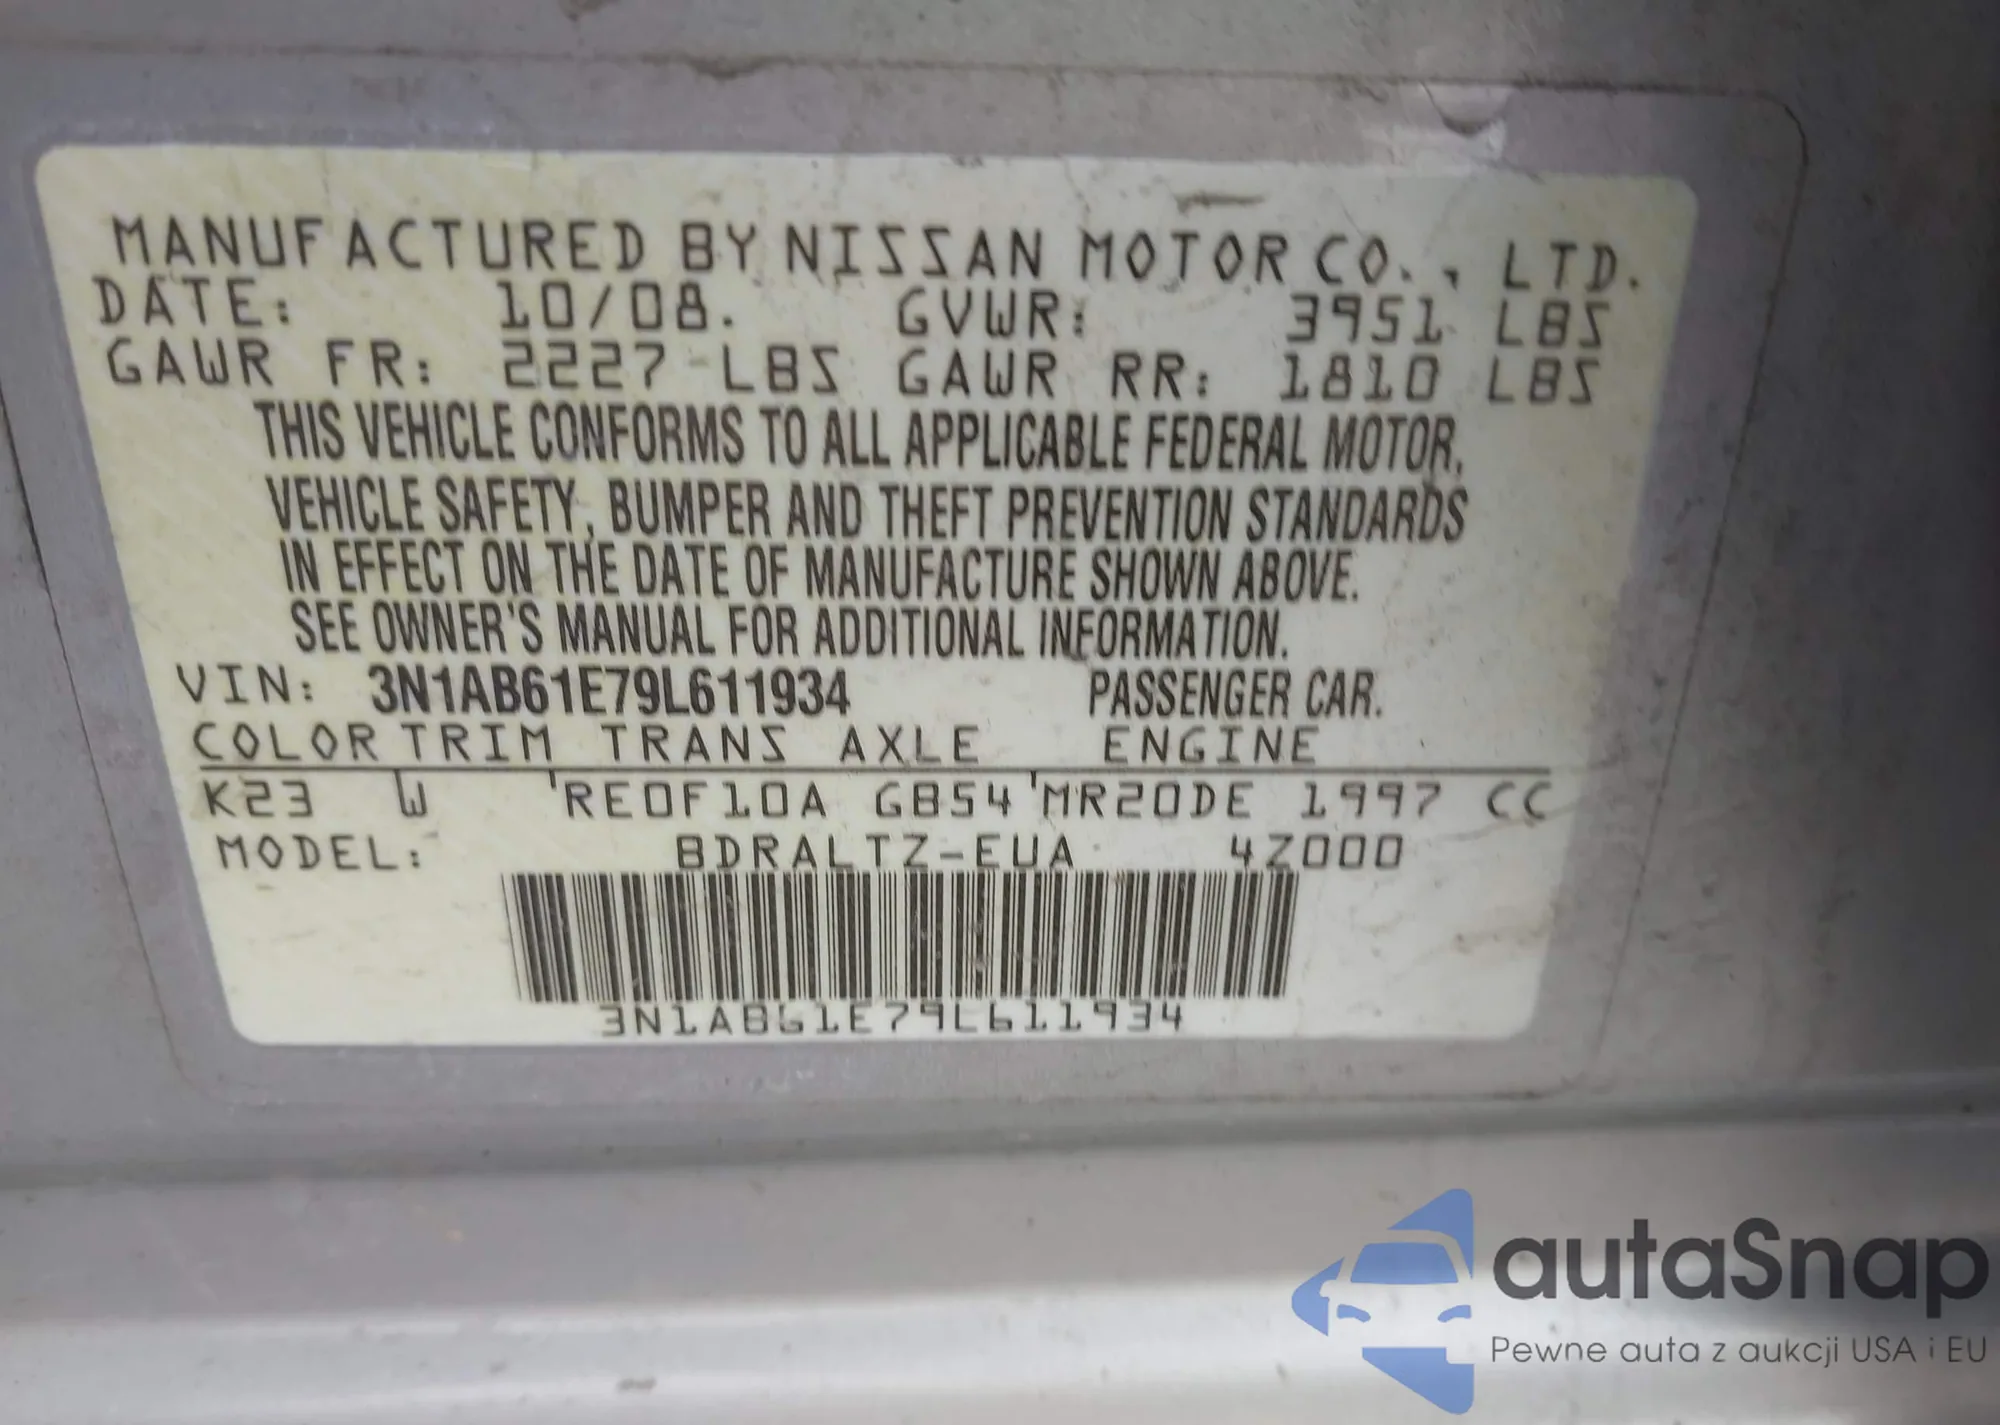 MANUFACTURED BY NISSAN MOTOR CO., LTD.
DATE: 10/08. GVWR: 3951 LBS
GAWR FR: 2227 LBS GAWR RR: 1810 LBS
THIS VEHICLE CONFORMS TO ALL APPLICABLE FEDERAL MOTOR,
VEHICLE SAFETY, BUMPER AND THEFT PREVENTION STANDARDS
IN EFFECT ON THE DATE OF MANUFACTURE SHOWN ABOVE.
SEE OWNER'S MANUAL FOR ADDITIONAL INFORMATION.
VIN: 3N1AB61E79L611934 PASSENGER CAR.
COLOR TRIM TRANS AXLE ENGINE
K23 W 'RE0F10A GB54 'MR20DE 1997 CC
MODEL: BDRALTZ-EUA 4Z000
3N1AB61E79L611934
autaSnap
Pewne auta z aukcji USA i EU